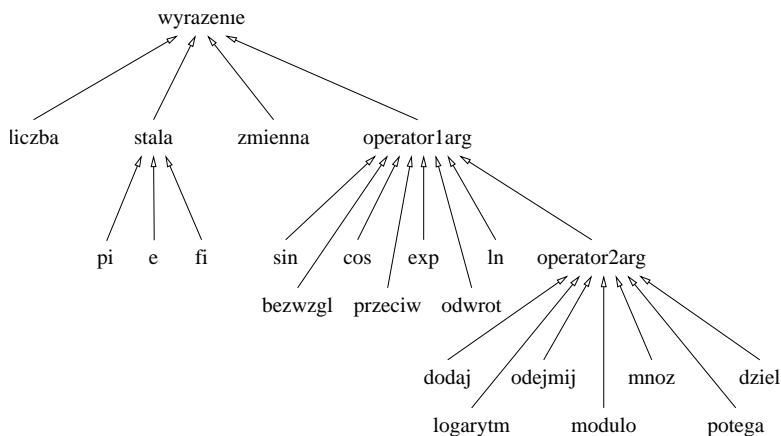 wyrazenie
liczba stala zmienna operator1arg
pi e fi sin cos exp ln operator2arg
bezwzgl przeciw odwrot
dodaj odejmij mnoz dziel
logarytm modulo potega